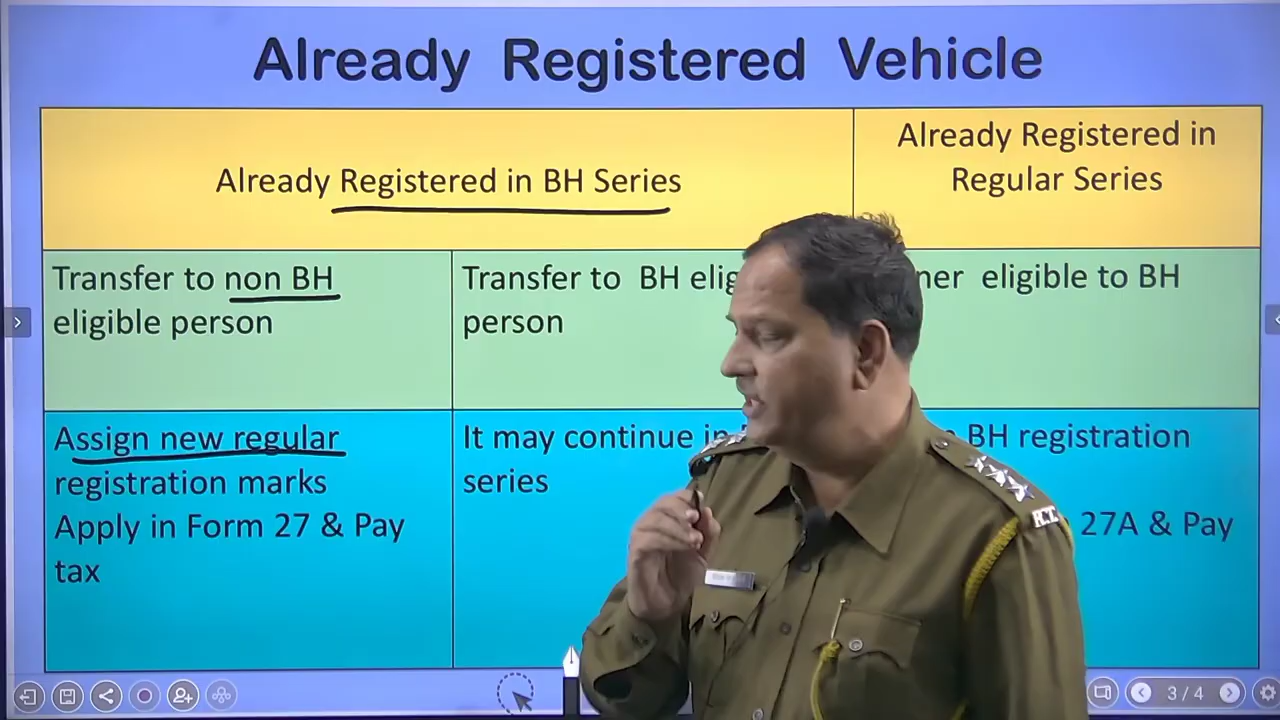 Already Registered Vehicle
Already Registered in BH Series
Already Registered in
Regular Series
Transfer to non BH
eligible person
Transfer to BH
person
eligible to BH
Assign new regular
registration marks
Apply in Form 27 & Pay
tax
It may continue in
series
BH registration
27A & Pay
3 / 4